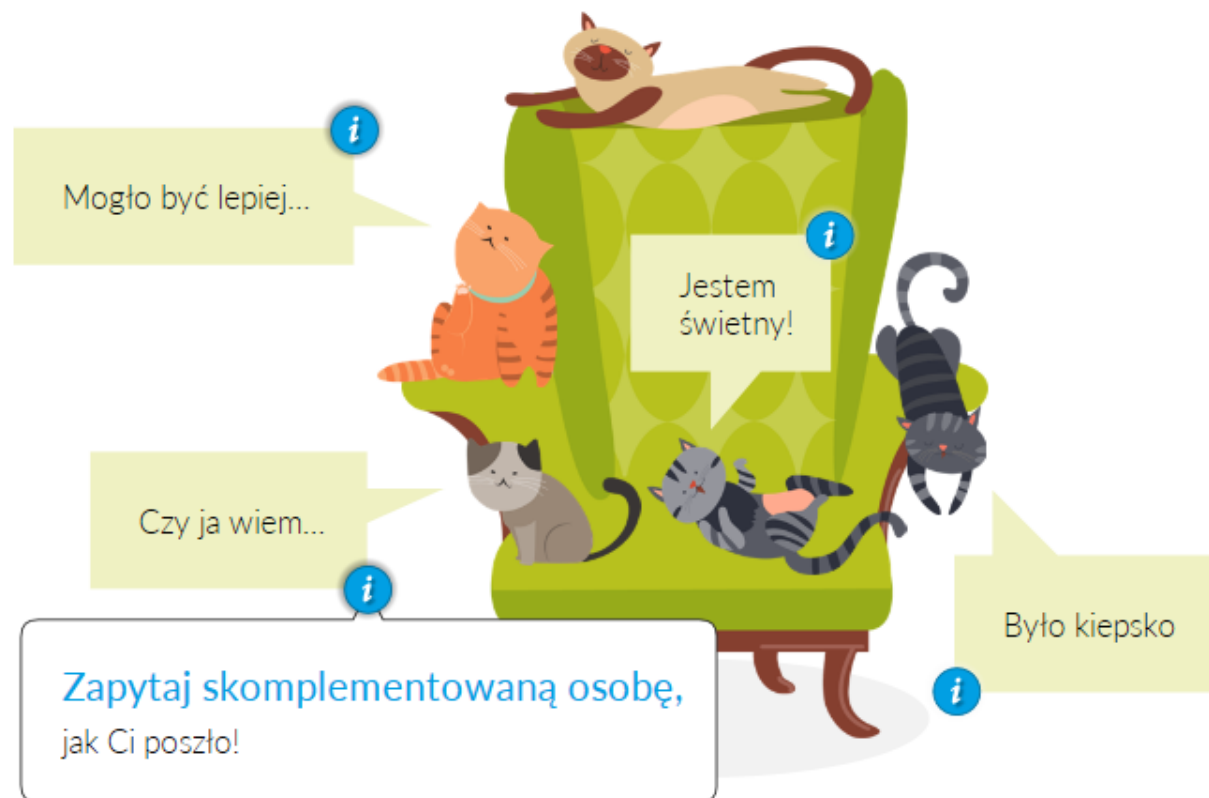 i
Mogło być lepiej...
i
Jestem
świetny!
Czy ja wiem...
i
Zapytaj skomplementowaną osobę,
jak Ci poszło!
Było kiepsko
i